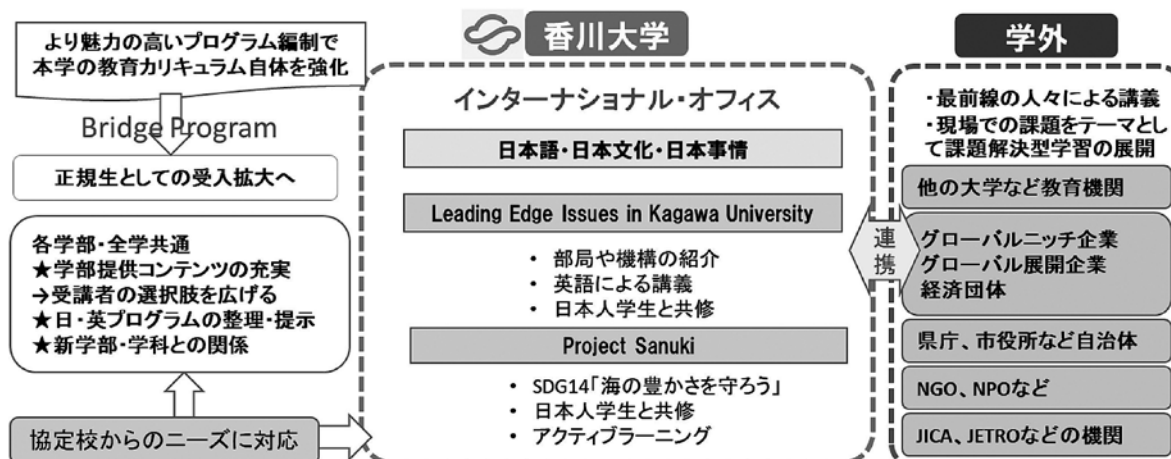 より魅力の高いプログラム編制で
本学の教育カリキュラム自体を強化
Bridge Program
正規生としての受入拡大へ
各学部・全学共通
★学部提供コンテンツの充実
→受講者の選択肢を広げる
★日・英プログラムの整理・提示
★新学部・学科との関係
協定校からのニーズに対応
香川大学
インターナショナル・オフィス
日本語・日本文化・日本事情
Leading Edge Issues in Kagawa University
• 部局や機構の紹介
• 英語による講義
• 日本人学生と共修
Project Sanuki
• SDG14「海の豊かさを守ろう」
• 日本人学生と共修
• アクティブラーニング
連携
学外
・最前線の人々による講義
・現場での課題をテーマとし
て課題解決型学習の展開
他の大学など教育機関
グローバルニッチ企業
グローバル展開企業
経済団体
県庁、市役所など自治体
NGO、NPOなど
JICA、JETROなどの機関